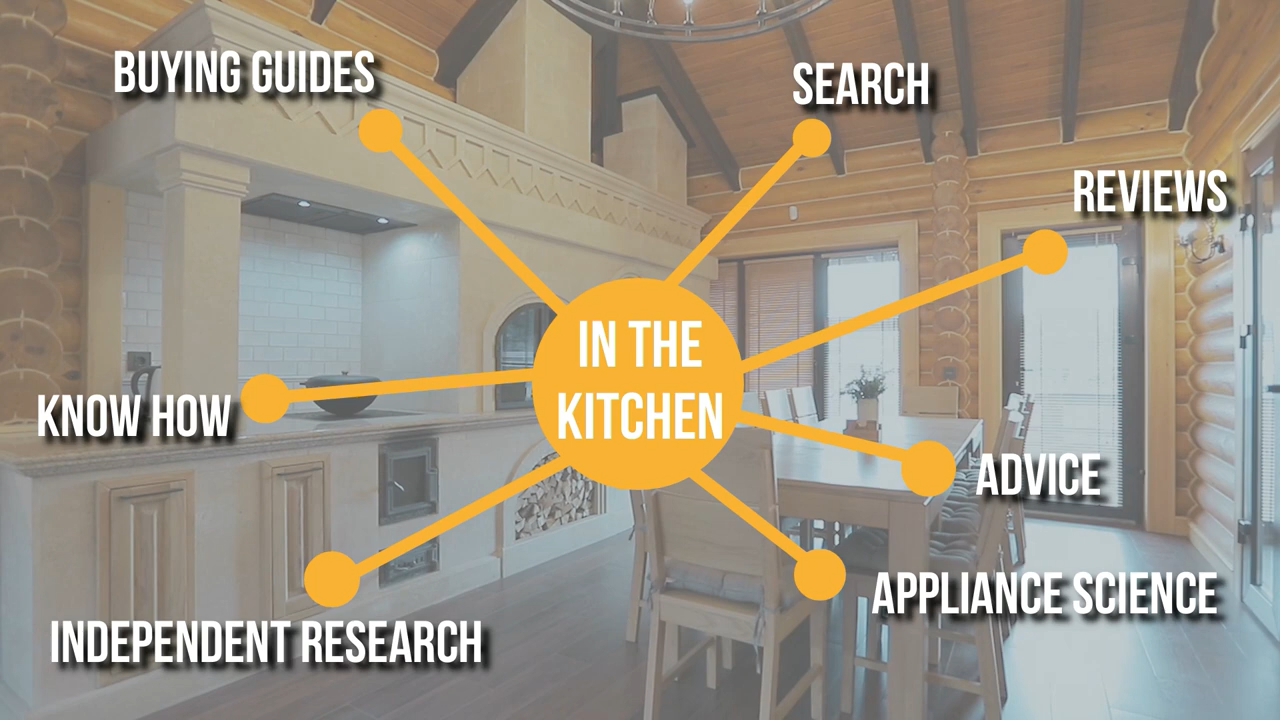 BUYING GUIDES
SEARCH
REVIEWS
IN THE
KITCHEN
KNOW HOW
ADVICE
APPLIANCE SCIENCE
INDEPENDENT RESEARCH